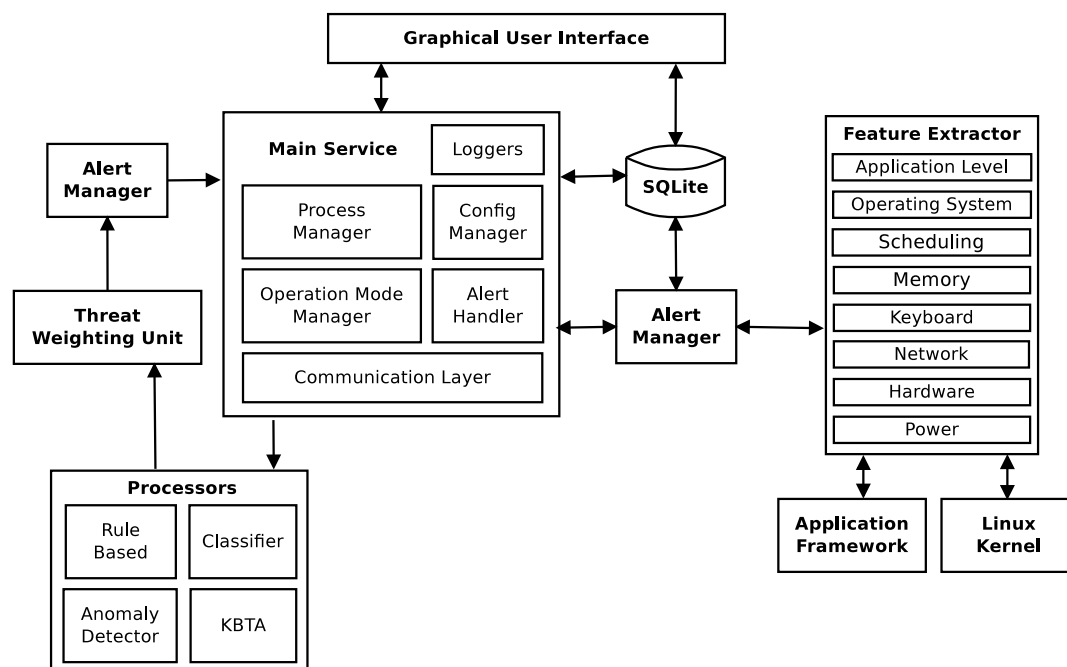 Graphical User Interface
Alert
Manager
Main Service
Loggers
Process
Manager
Config
Manager
Operation Mode
Manager
Alert
Handler
Communication Layer
SQLite
Alert
Manager
Feature Extractor
Application Level
Operating System
Scheduling
Memory
Keyboard
Network
Hardware
Power
Threat
Weighting Unit
Processors
Rule
Based
Classifier
Anomaly
Detector
KBTA
Application
Framework
Linux
Kernel